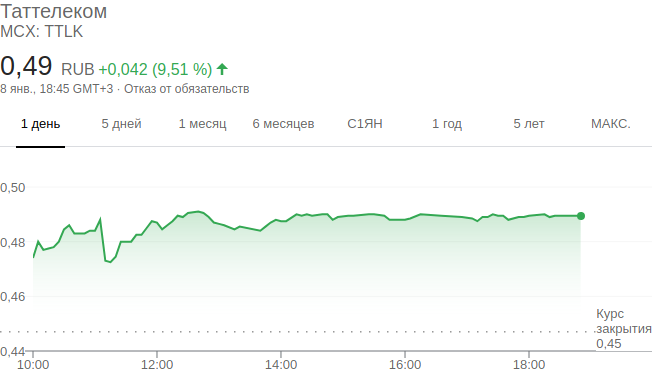 Таттелеком
MCX: TTLK
0,49 RUB +0,042 (9,51 %)
8 янв., 18:45 GMT+3 · Отказ от обязательств
1 день 5 дней 1 месяц 6 месяцев С1ЯН 1 год 5 лет МАКС.
0,50
0,48
0,46
Курс
закрытия
0,45
0,44
10:00 12:00 14:00 16:00 18:00